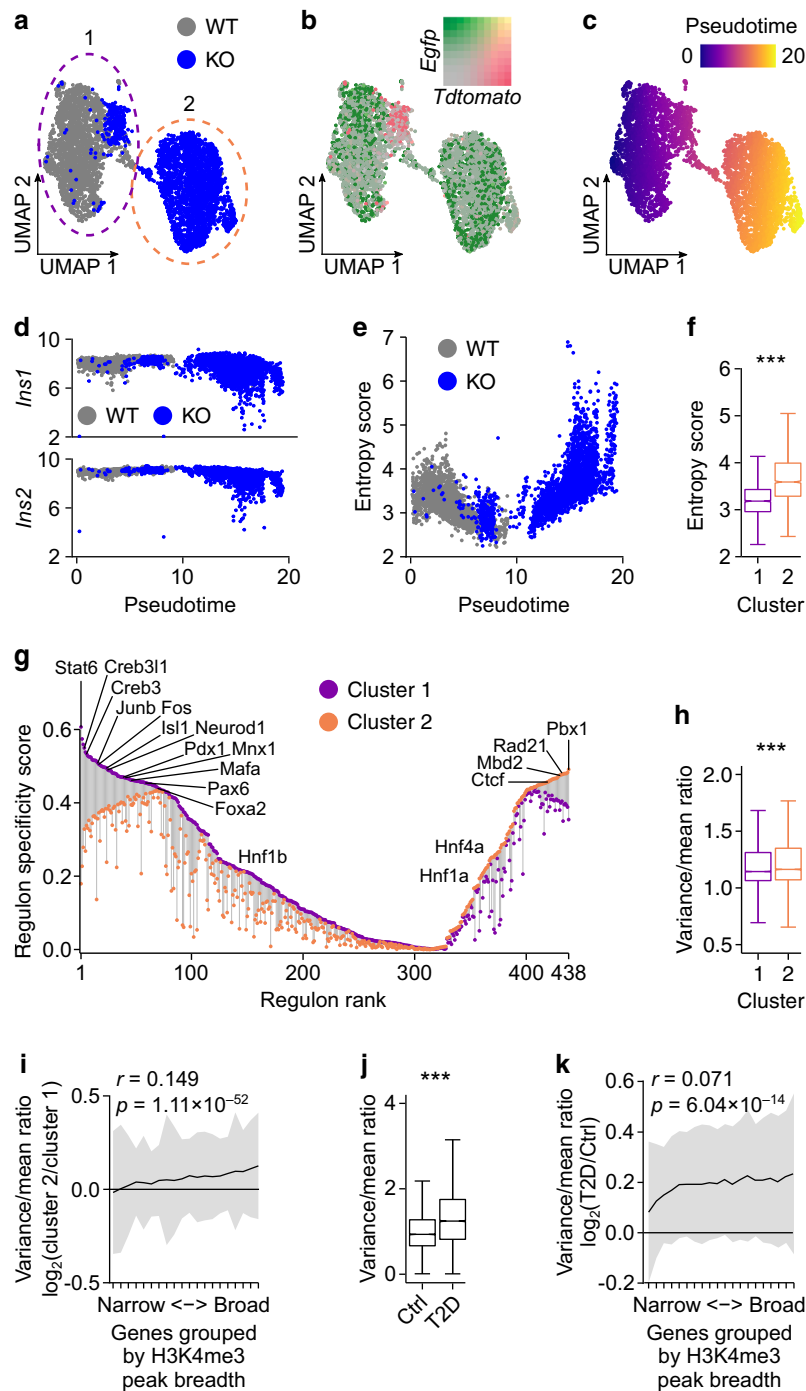 a
WT
KO
1
2
UMAP 2
UMAP 1
b
Egfp
Tdtomato
UMAP 2
UMAP 1
c
Pseudotime
0
20
UMAP 2
UMAP 1
d
Ins1
10
6
2
WT
KO
Ins2
10
6
2
0
10
20
Pseudotime
e
Entropy score
7
6
5
4
3
2
WT
KO
0
10
20
Pseudotime
f
***
Entropy score
6
5
4
3
2
1 2
Cluster
g
Regulon specificity score
0.6
0.4
0.2
0.0
Stat6
Creb3l1
Creb3
Junb
Fos
Isl1
Neurod1
Pdx1
Mnx1
Mafa
Pax6
Foxa2
Hnf1b
Cluster 1
Cluster 2
Pbx1
Rad21
Mbd2
Ctcf
Hnf4a
Hnf1a
1
100
200
300
400
438
Regulon rank
h
***
Variance/mean ratio
2.0
1.5
1.0
0.5
1 2
Cluster
i
r = 0.149
p = 1.11×10⁻⁵²
Variance/mean ratio
log₂(cluster 2/cluster 1)
0.5
0.0
-0.5
Narrow <-> Broad
Genes grouped
by H3K4me3
peak breadth
j
***
Variance/mean ratio
4
2
0
Ctrl
T2D
k
r = 0.071
p = 6.04×10⁻¹⁴
Variance/mean ratio
log₂(T2D/Ctrl)
0.6
0.4
0.2
0.0
-0.2
Narrow <-> Broad
Genes grouped
by H3K4me3
peak breadth